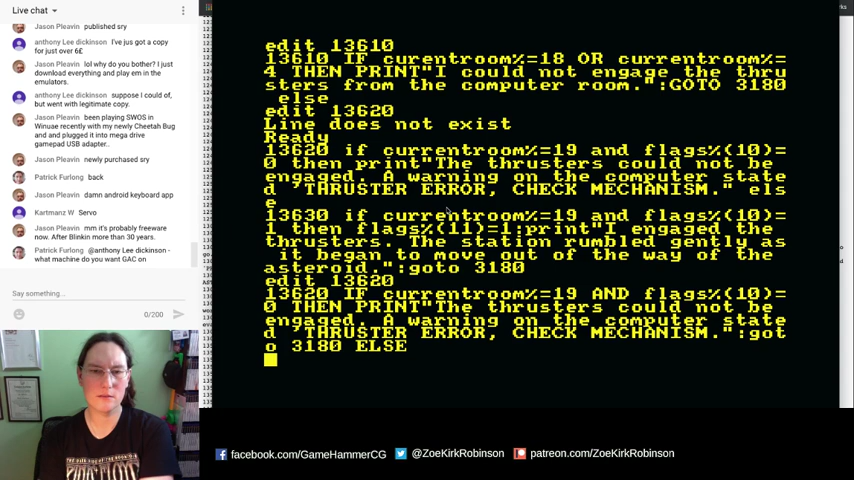 Live chat
Jason Pleavin published sry
anthony Lee dickinson I've jus got a copy
for just over 6£
Jason Pleavin lol why do you bother? I just
download everything and play em in the
emulators.
anthony Lee dickinson suppose I could of,
but went with legitimate copy.
Jason Pleavin been playing SWOS in
Winuae recently with my newly Cheetah Bug
and and plugged it into mega drive
gamepad USB adapter..
Jason Pleavin newly purchased sry
Patrick Furlong back
Jason Pleavin damn android keyboard app
Kartmanz W Servo
Jason Pleavin mm it's probably freeware
now. After Blinkin more than 30 years.
Patrick Furlong @anthony Lee dickinson -
what machine do you want GAC on
Say something...
0/200
edit 13610
13610 IF curentroom%=18 OR currentroom%=
4 THEN PRINT"I could not engage the thru
sters from the computer room.":GOTO 3180
else
edit 13620
Line does not exist
Ready
13620 if currentroom%=19 and flags%(10)=
0 then print"The thrusters could not be
engaged. A warning on the computer state
d 'THRUSTER ERROR, CHECK MECHANISM." els
e
13630 if currentroom%=19 and flags%(10)=
1 then flags%(11)=1:print"I engaged the
thrusters. The station rumbled gently as
it began to move out of the way of the
asteroid.":goto 3180
edit 13620
13620 IF currentroom%=19 AND flags%(10)=
0 THEN PRINT"The thrusters could not be
engaged. A warning on the computer state
d 'THRUSTER ERROR, CHECK MECHANISM.":got
o 3180 ELSE
facebook.com/GameHammerCG @ZoeKirkRobinson patreon.com/ZoeKirkRobinson